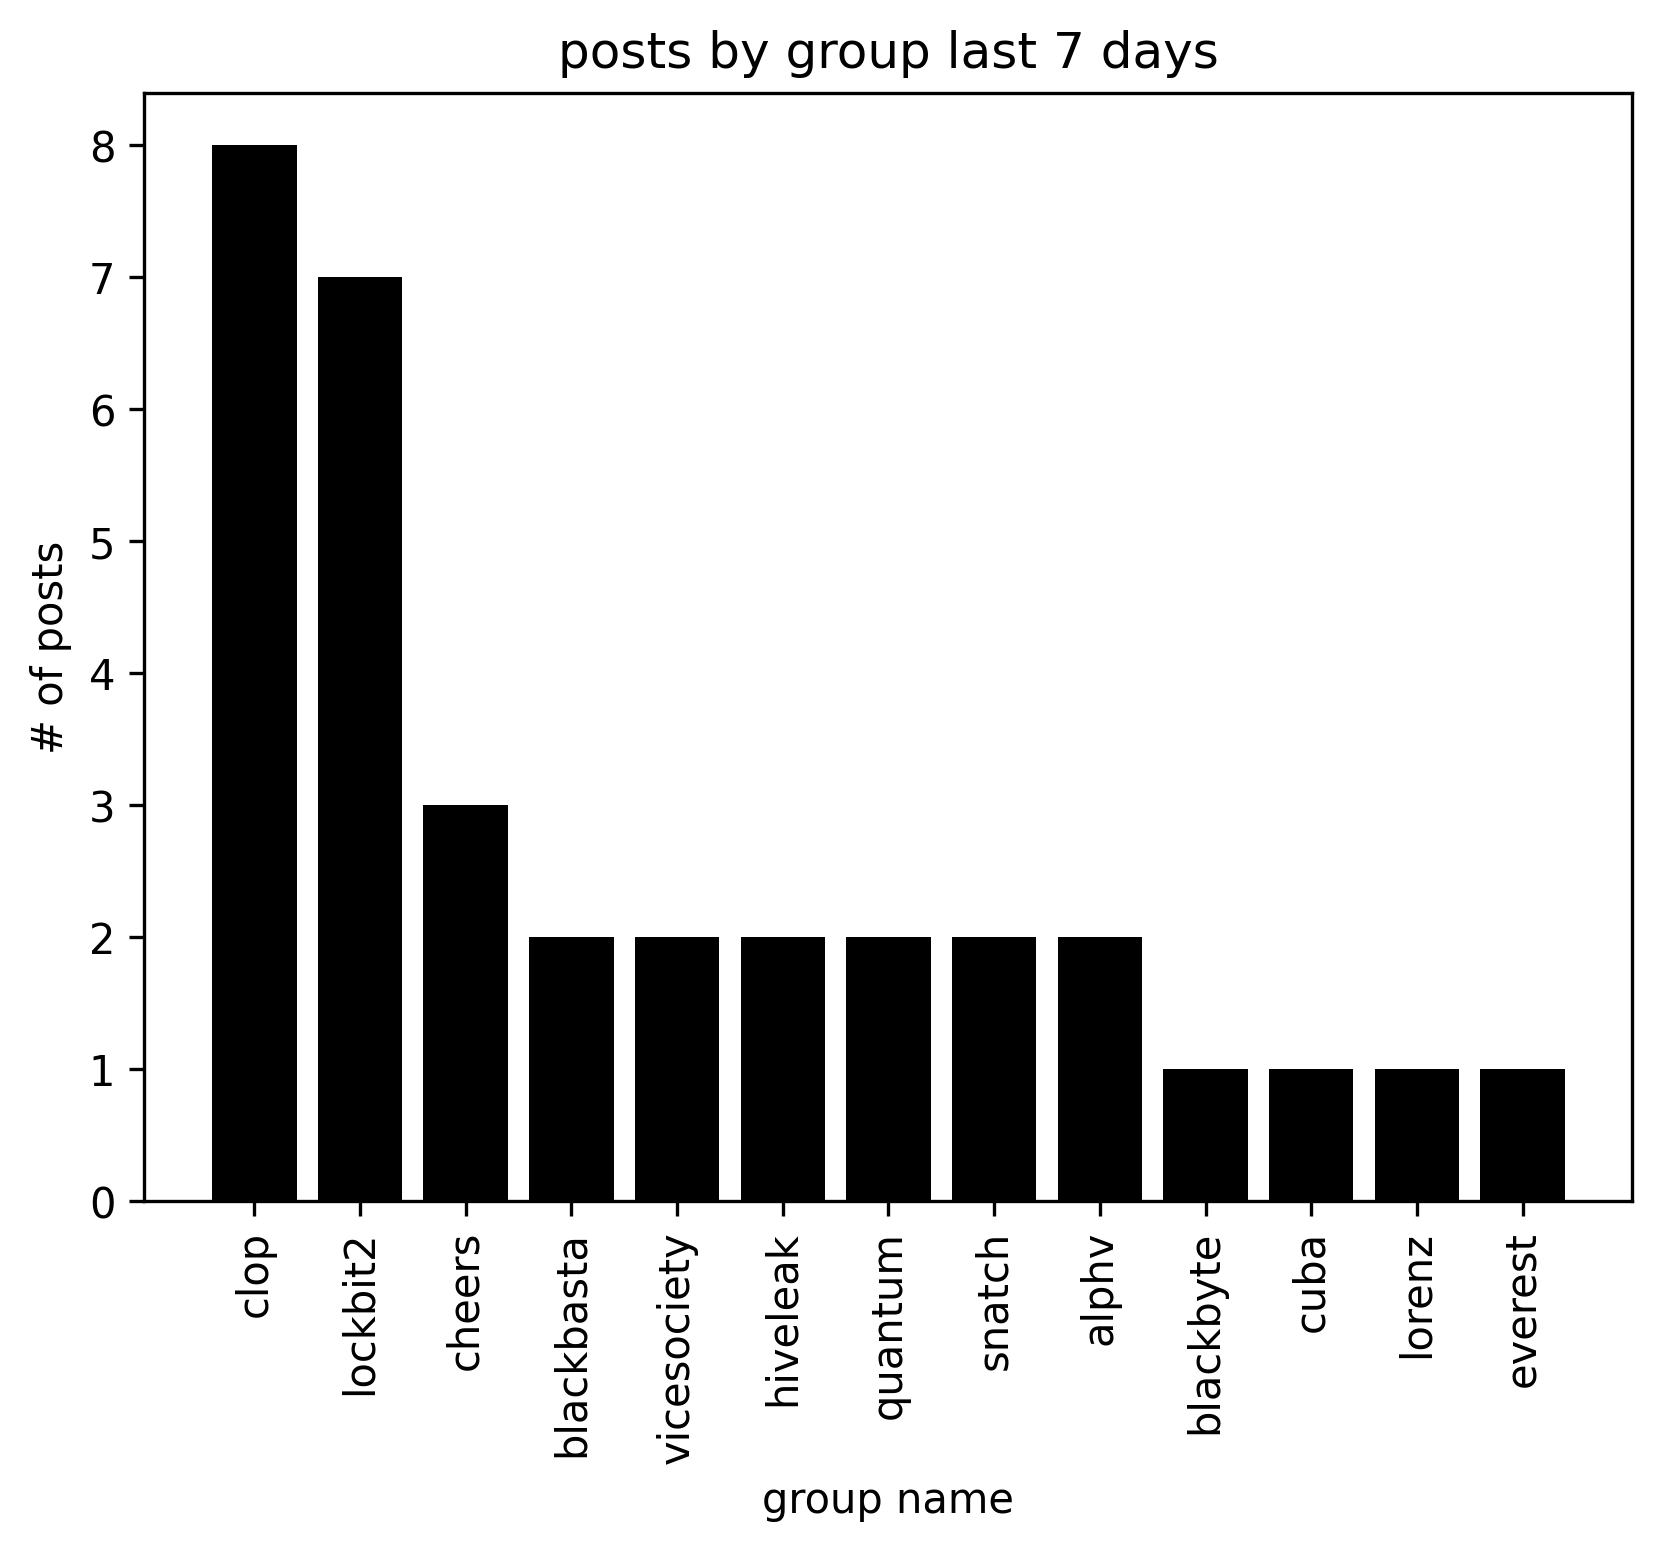 posts by group last 7 days
8
7
6
5
4
3
2
1
0
# of posts
clop
lockbit2
cheers
blackbasta
vicesociety
hiveleak
quantum
snatch
alphv
blackbyte
cuba
lorenz
everest
group name